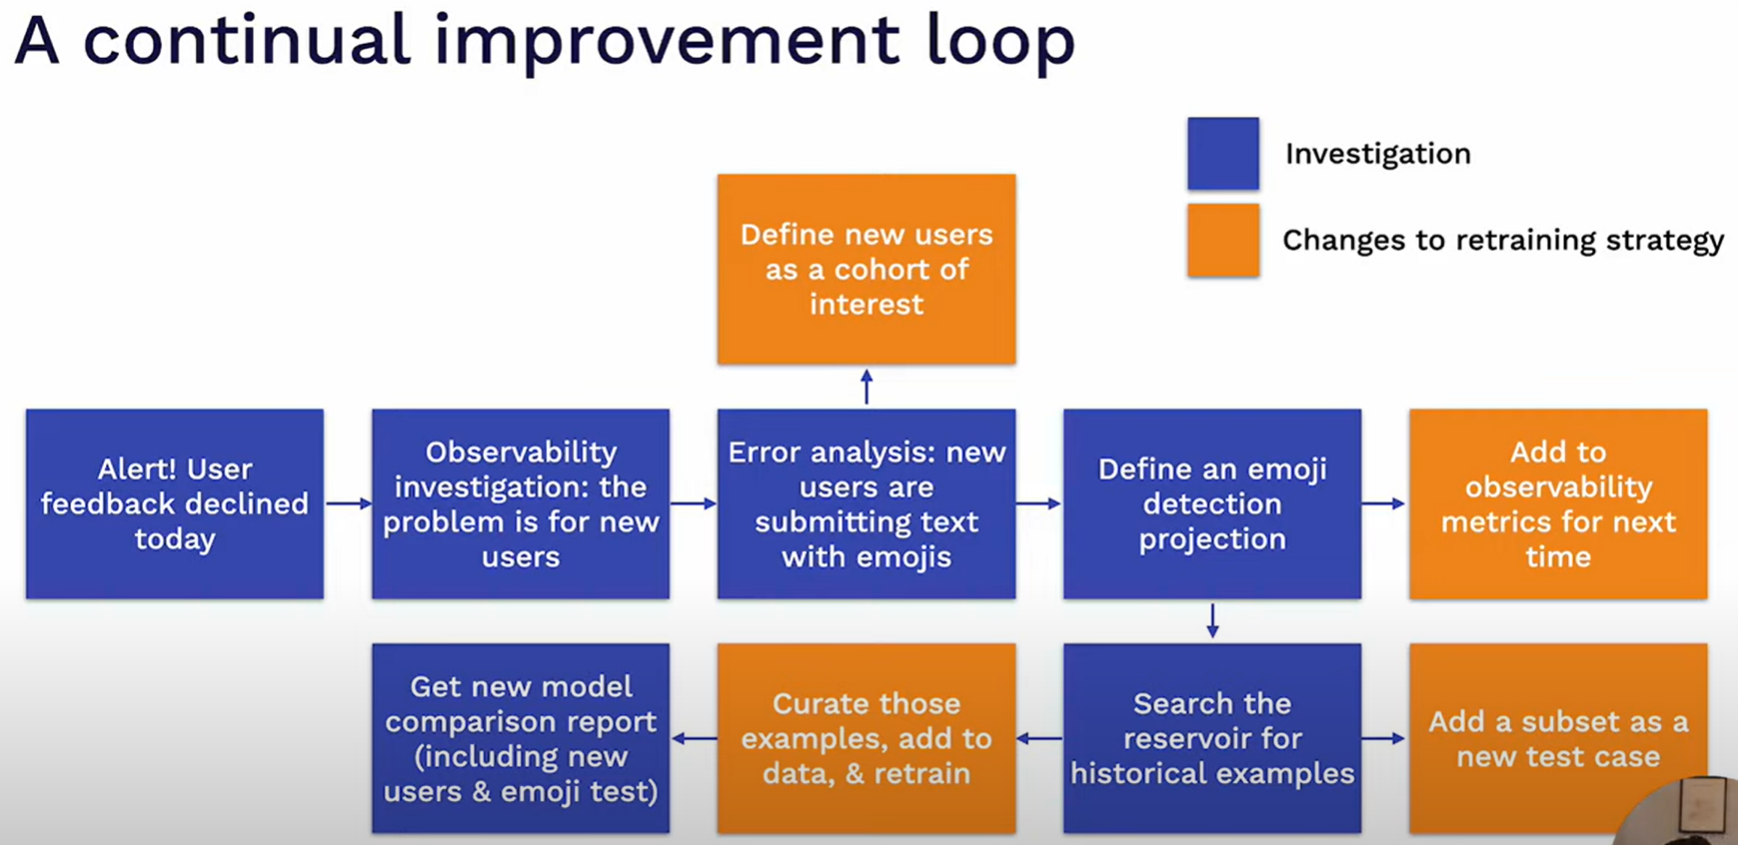 A continual improvement loop
Investigation
Changes to retraining strategy
Define new users
as a cohort of
interest
Alert! User
feedback declined
today
Observability
investigation: the
problem is for new
users
Error analysis: new
users are
submitting text
with emojis
Define an emoji
detection
projection
Add to
observability
metrics for next
time
Get new model
comparison report
(including new
users & emoji test)
Curate those
examples, add to
data, & retrain
Search the
reservoir for
historical examples
Add a subset as a
new test case